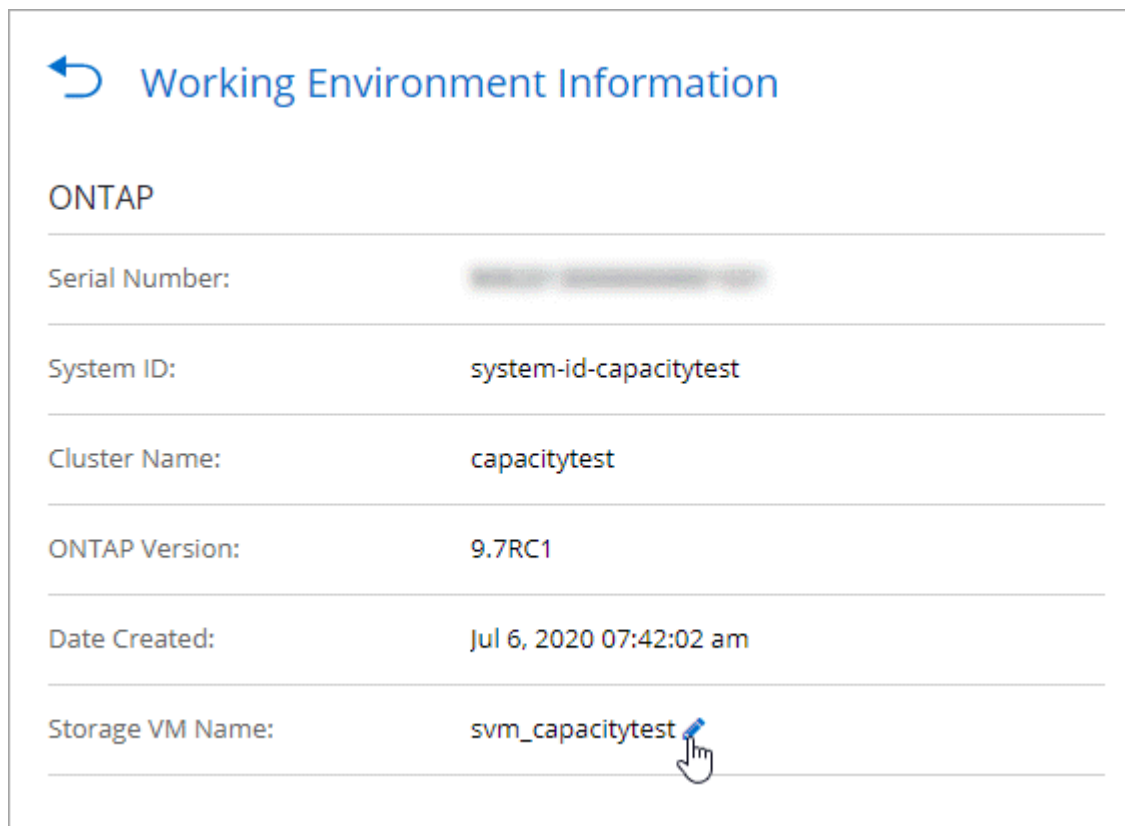 Working Environment Information
ONTAP
Serial Number:
System ID: system-id-capacitytest
Cluster Name: capacitytest
ONTAP Version: 9.7RC1
Date Created: Jul 6, 2020 07:42:02 am
Storage VM Name: svm_capacitytest